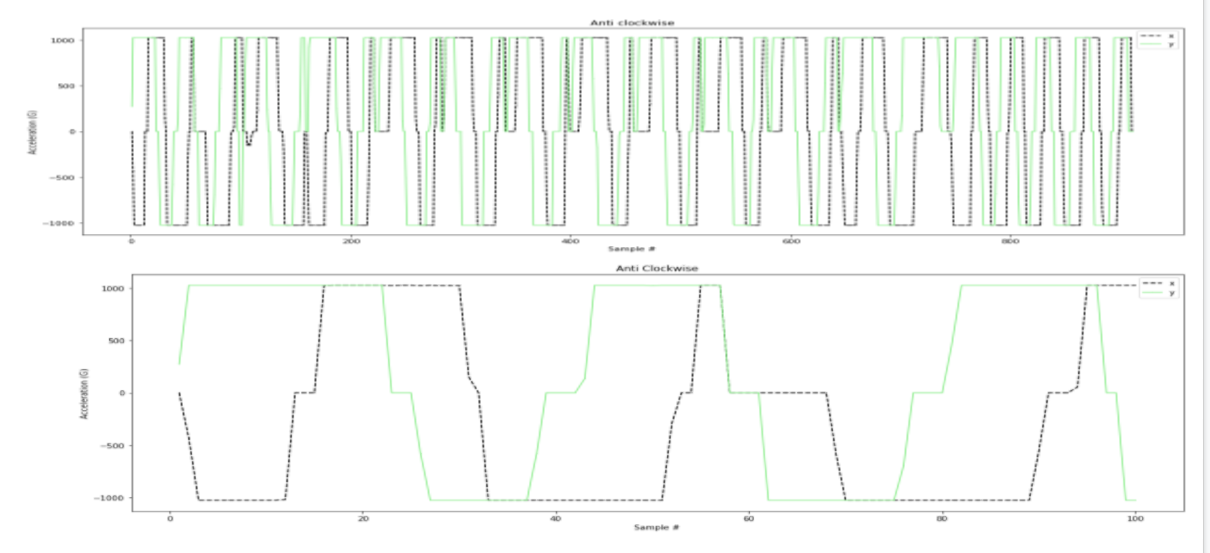 Anti clockwise
x
y
1000
500
0
−500
−1000
Acceleration (G)
0 200 400 600 800
Sample #
Anti Clockwise
x
y
1000
500
0
−500
−1000
Acceleration (G)
0 20 40 60 80 100
Sample #